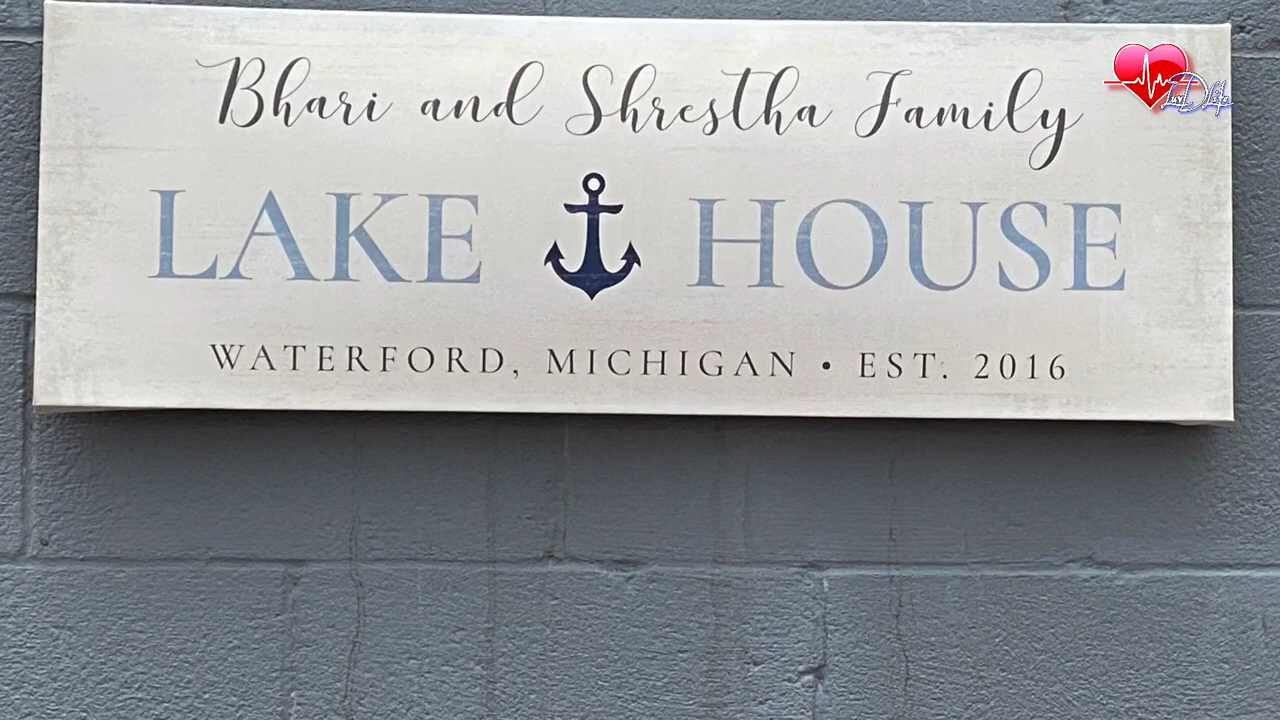 Bhari and Shrestha Family
LAKE HOUSE
WATERFORD, MICHIGAN • EST. 2016